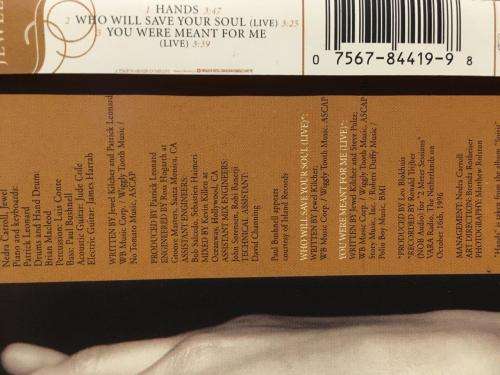 JEWEL
1 HANDS 3:47
2 WHO WILL SAVE YOUR SOUL (LIVE) 3:25
3 YOU WERE MEANT FOR ME
(LIVE) 3:39
0 7567-84419-9 8
Nedra Carroll, Jewel
Piano and Keyboards:
Patrick Leonard
Drums and Hand Drum:
Brian Macleod
Percussion: Luis Conte
Bass: Paul Bushnell
Acoustic Guitar: Jude Cole
Electric Guitar: James Harrah
WRITTEN BY Jewel Kilcher and Patrick Leonard
WB Music Corp. / Wiggly Tooth Music /
No Tomato Music, ASCAP
PRODUCED BY Patrick Leonard
ENGINEERED BY Ross Hogarth at
Groove Masters, Santa Monica, CA
ASSISTANT ENGINEERS:
Bob Salcedo, Sebastian Haimerl
MIXED BY Kevin Killen at
Oceanway, Hollywood, CA
ASSISTANT ENGINEERS:
John Sorenson, Rob Brunelli
TECHNICAL ASSISTANT:
David Channing
Paul Bushnell appears
courtesy of Island Records
WHO WILL SAVE YOUR SOUL (LIVE)*:
WRITTEN BY Jewel Kilcher,
WB Music Corp. / Wiggly Tooth Music, ASCAP
YOU WERE MEANT FOR ME (LIVE)*:
WRITTEN BY Jewel Kilcher and Steve Poltz,
WB Music Corp. / Wiggly Tooth Music, ASCAP
Story Music, Inc. / Robert Duffy Music /
Polio Boy Music, BMI
*PRODUCED BY Leo Blokhuis
*RECORDED BY Ronald Trijber
(NOB Audio) for "2 Meter Sessions"
VARA Radio - The Netherlands on
October 16th, 1996
MANAGEMENT: Nedra Carroll
ART DIRECTION: Brenda Rotheiser
PHOTOGRAPHY: Matthew Rolston